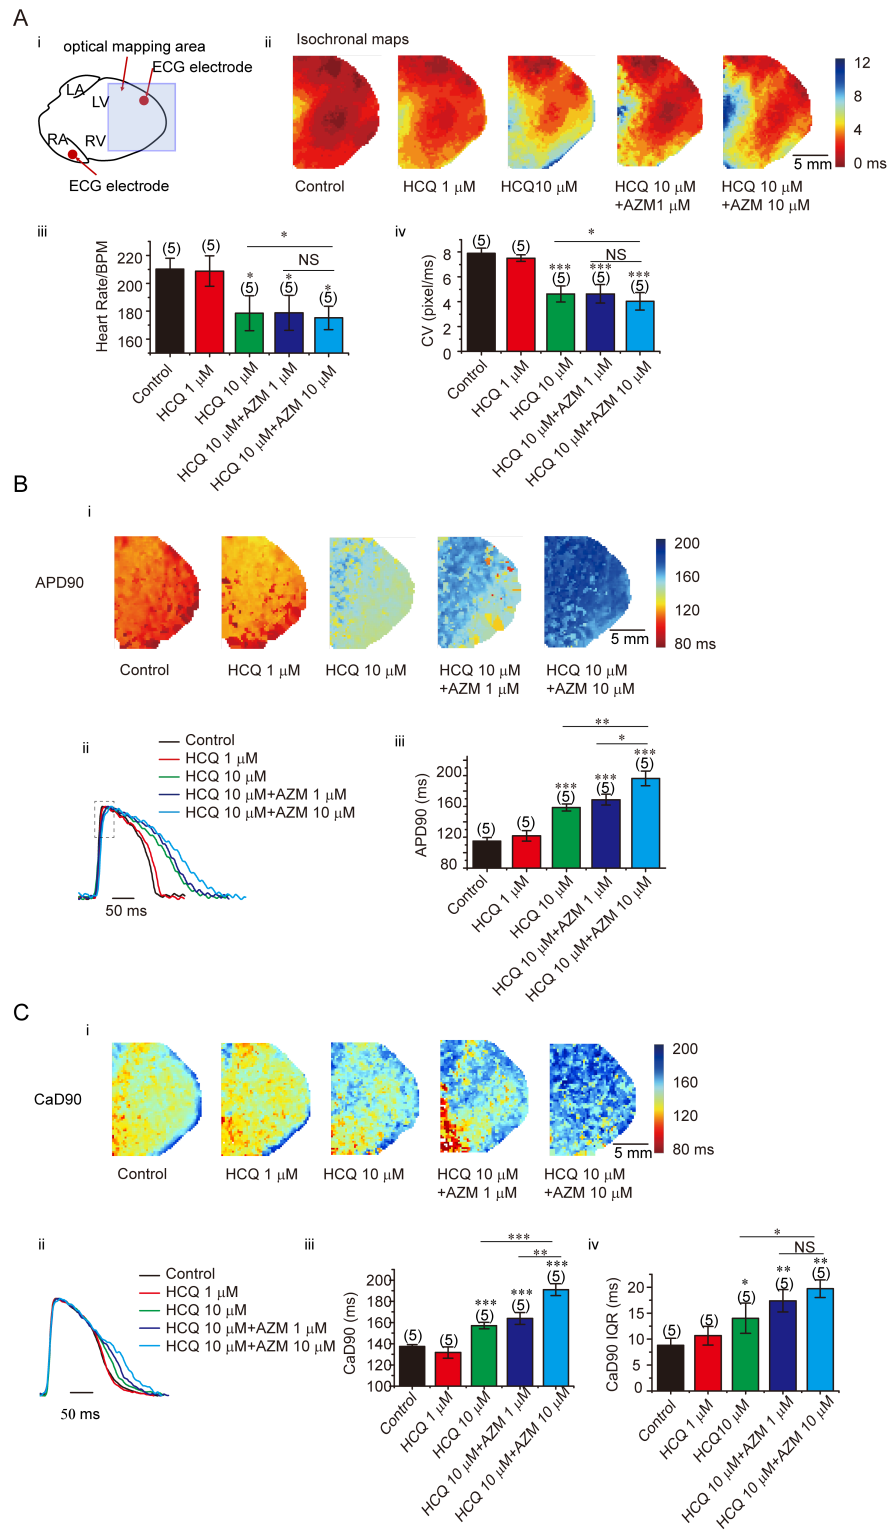 A
i
optical mapping area
ECG electrode
LA
LV
RA
RV
ECG electrode
ii
Isochronal maps
12
8
4
0 ms
5 mm
Control
HCQ 1 μM
HCQ10 μM
HCQ 10 μM
+AZM1 μM
HCQ 10 μM
+AZM 10 μM
iii
Heart Rate/BPM
220
200
180
160
(5)
(5)
*
(5)
*
(5)
*
(5)
*
NS
Control
HCQ 1 μM
HCQ 10 μM
HCQ 10 μM+AZM 1 μM
HCQ 10 μM+AZM 10 μM
iv
CV (pixel/ms)
8
6
4
2
0
(5)
(5)
***
(5)
***
(5)
***
(5)
*
NS
Control
HCQ 1 μM
HCQ 10 μM
HCQ 10 μM+AZM 1 μM
HCQ 10 μM+AZM 10 μM
B
i
APD90
200
160
120
80 ms
5 mm
Control
HCQ 1 μM
HCQ 10 μM
HCQ 10 μM
+AZM 1 μM
HCQ 10 μM
+AZM 10 μM
ii
Control
HCQ 1 μM
HCQ 10 μM
HCQ 10 μM+AZM 1 μM
HCQ 10 μM+AZM 10 μM
50 ms
iii
APD90 (ms)
200
160
120
80
(5)
(5)
***
(5)
***
(5)
***
(5)
**
*
Control
HCQ 1 μM
HCQ 10 μM
HCQ 10 μM+AZM 1 μM
HCQ 10 μM+AZM 10 μM
C
i
CaD90
200
160
120
80 ms
5 mm
Control
HCQ 1 μM
HCQ 10 μM
HCQ 10 μM
+AZM 1 μM
HCQ 10 μM
+AZM 10 μM
ii
Control
HCQ 1 μM
HCQ 10 μM
HCQ 10 μM+AZM 1 μM
HCQ 10 μM+AZM 10 μM
50 ms
iii
CaD90 (ms)
200
180
160
140
120
100
(5)
(5)
***
(5)
***
(5)
***
(5)
***
**
Control
HCQ 1 μM
HCQ 10 μM
HCQ 10 μM+AZM 1 μM
HCQ 10 μM+AZM 10 μM
iv
CaD90 IQR (ms)
20
15
10
5
0
(5)
(5)
*
(5)
**
(5)
**
(5)
*
NS
Control
HCQ 1 μM
HCQ10 μM
HCQ 10 μM+AZM 1 μM
HCQ 10 μM+AZM 10 μM